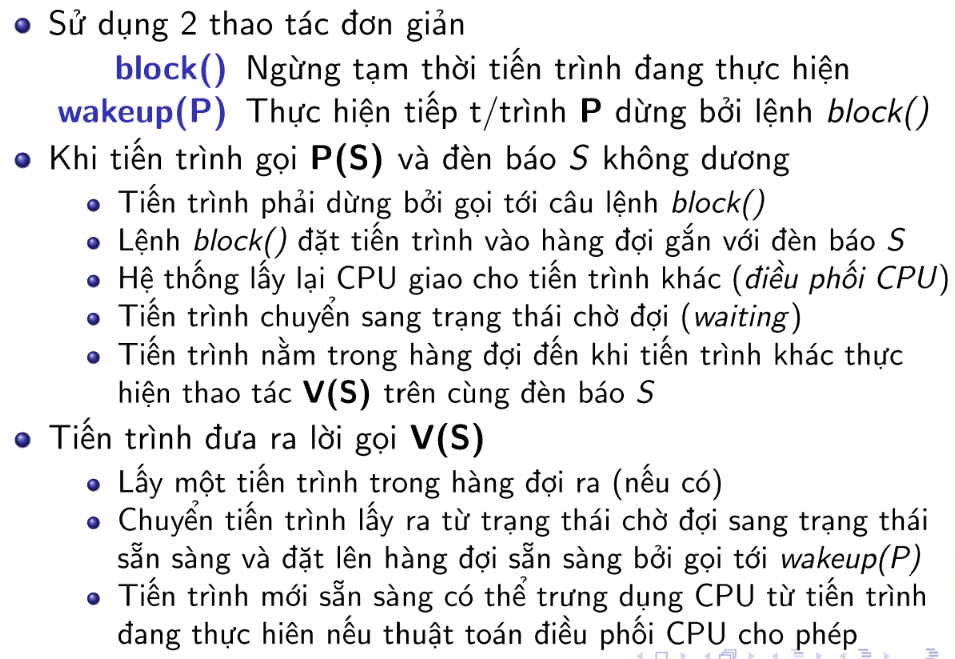 Sử dụng 2 thao tác đơn giản
block() Ngừng tạm thời tiến trình đang thực hiện
wakeup(P) Thực hiện tiếp t/trình P dừng bởi lệnh block()
Khi tiến trình gọi P(S) và đèn báo S không dương
Tiến trình phải dừng bởi gọi tới câu lệnh block()
Lệnh block() đặt tiến trình vào hàng đợi gắn với đèn báo S
Hệ thống lấy lại CPU giao cho tiến trình khác (điều phối CPU)
Tiến trình chuyển sang trạng thái chờ đợi (waiting)
Tiến trình nằm trong hàng đợi đến khi tiến trình khác thực
hiện thao tác V(S) trên cùng đèn báo S
Tiến trình đưa ra lời gọi V(S)
Lấy một tiến trình trong hàng đợi ra (nếu có)
Chuyển tiến trình lấy ra từ trạng thái chờ đợi sang trạng thái
sẵn sàng và đặt lên hàng đợi sẵn sàng bởi gọi tới wakeup(P)
Tiến trình mới sẵn sàng có thể trưng dụng CPU từ tiến trình
đang thực hiên nếu thuật toán điều phối CPU cho phép